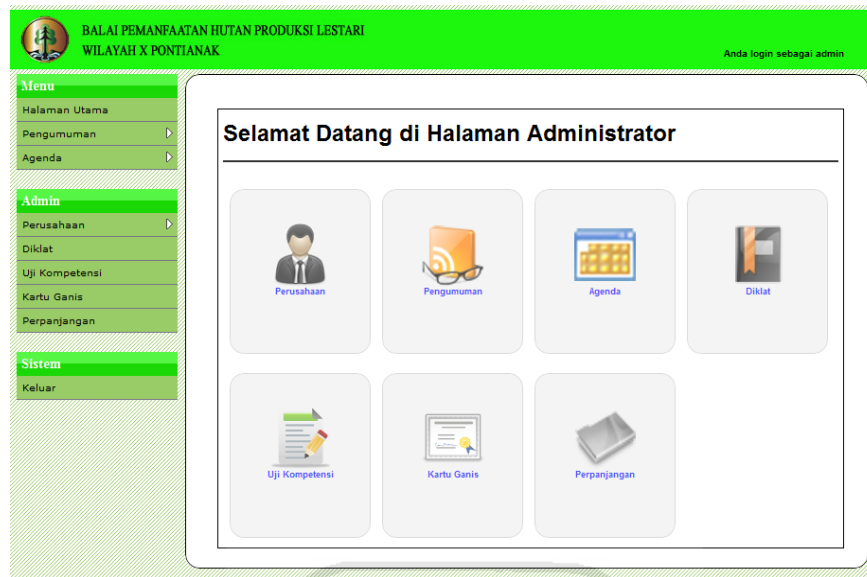 BALAI PEMANFAATAN HUTAN PRODUKSI LESTARI
WILAYAH X PONTIANAK
Anda login sebagai admin
Menu
Halaman Utama
Pengumuman
Agenda
Admin
Perusahaan
Diklat
Uji Kompetensi
Kartu Ganis
Perpanjangan
Sistem
Keluar
Selamat Datang di Halaman Administrator
Perusahaan
Pengumuman
Agenda
Diklat
Uji Kompetensi
Kartu Ganis
Perpanjangan